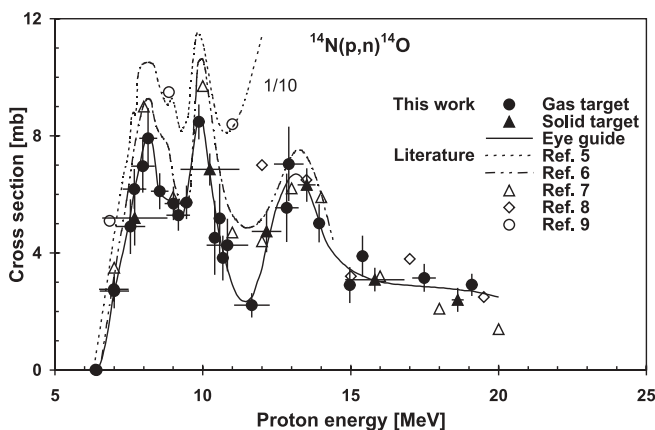 12
¹⁴N(p,n)¹⁴O
1/10
This work
Gas target
Solid target
Eye guide
Literature
Ref. 5
Ref. 6
Ref. 7
Ref. 8
Ref. 9
Cross section [mb]
8
4
0
5 10 15 20 25
Proton energy [MeV]